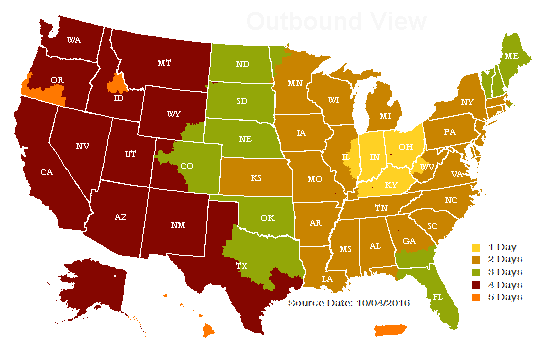 Outbound View
WA
MT
ND
ME
OR
MN
ID
SD
WI
NY
WY
MI
IA
PA
NE
NV
OH
IL
IN
UT
CO
WV
VA
CA
KS
MO
KY
NC
TN
OK
AZ
NM
AR
SC
MS
AL
GA
TX
LA
FL
1 Day
2 Days
3 Days
4 Days
5 Days
Source Date: 10/04/2016